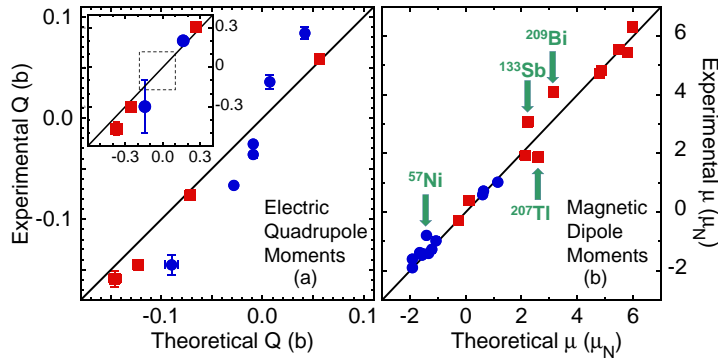 0.1
0.0
-0.1
Experimental Q (b)
0.3
0
-0.3
-0.3
0.0
0.3
Electric
Quadrupole
Moments
(a)
-0.1
0.0
0.1
Theoretical Q (b)
209Bi
133Sb
57Ni
207Tl
Magnetic
Dipole
Moments
(b)
6
4
2
0
-2
Experimental μ (μN)
-2
0
2
4
6
Theoretical μ (μN)